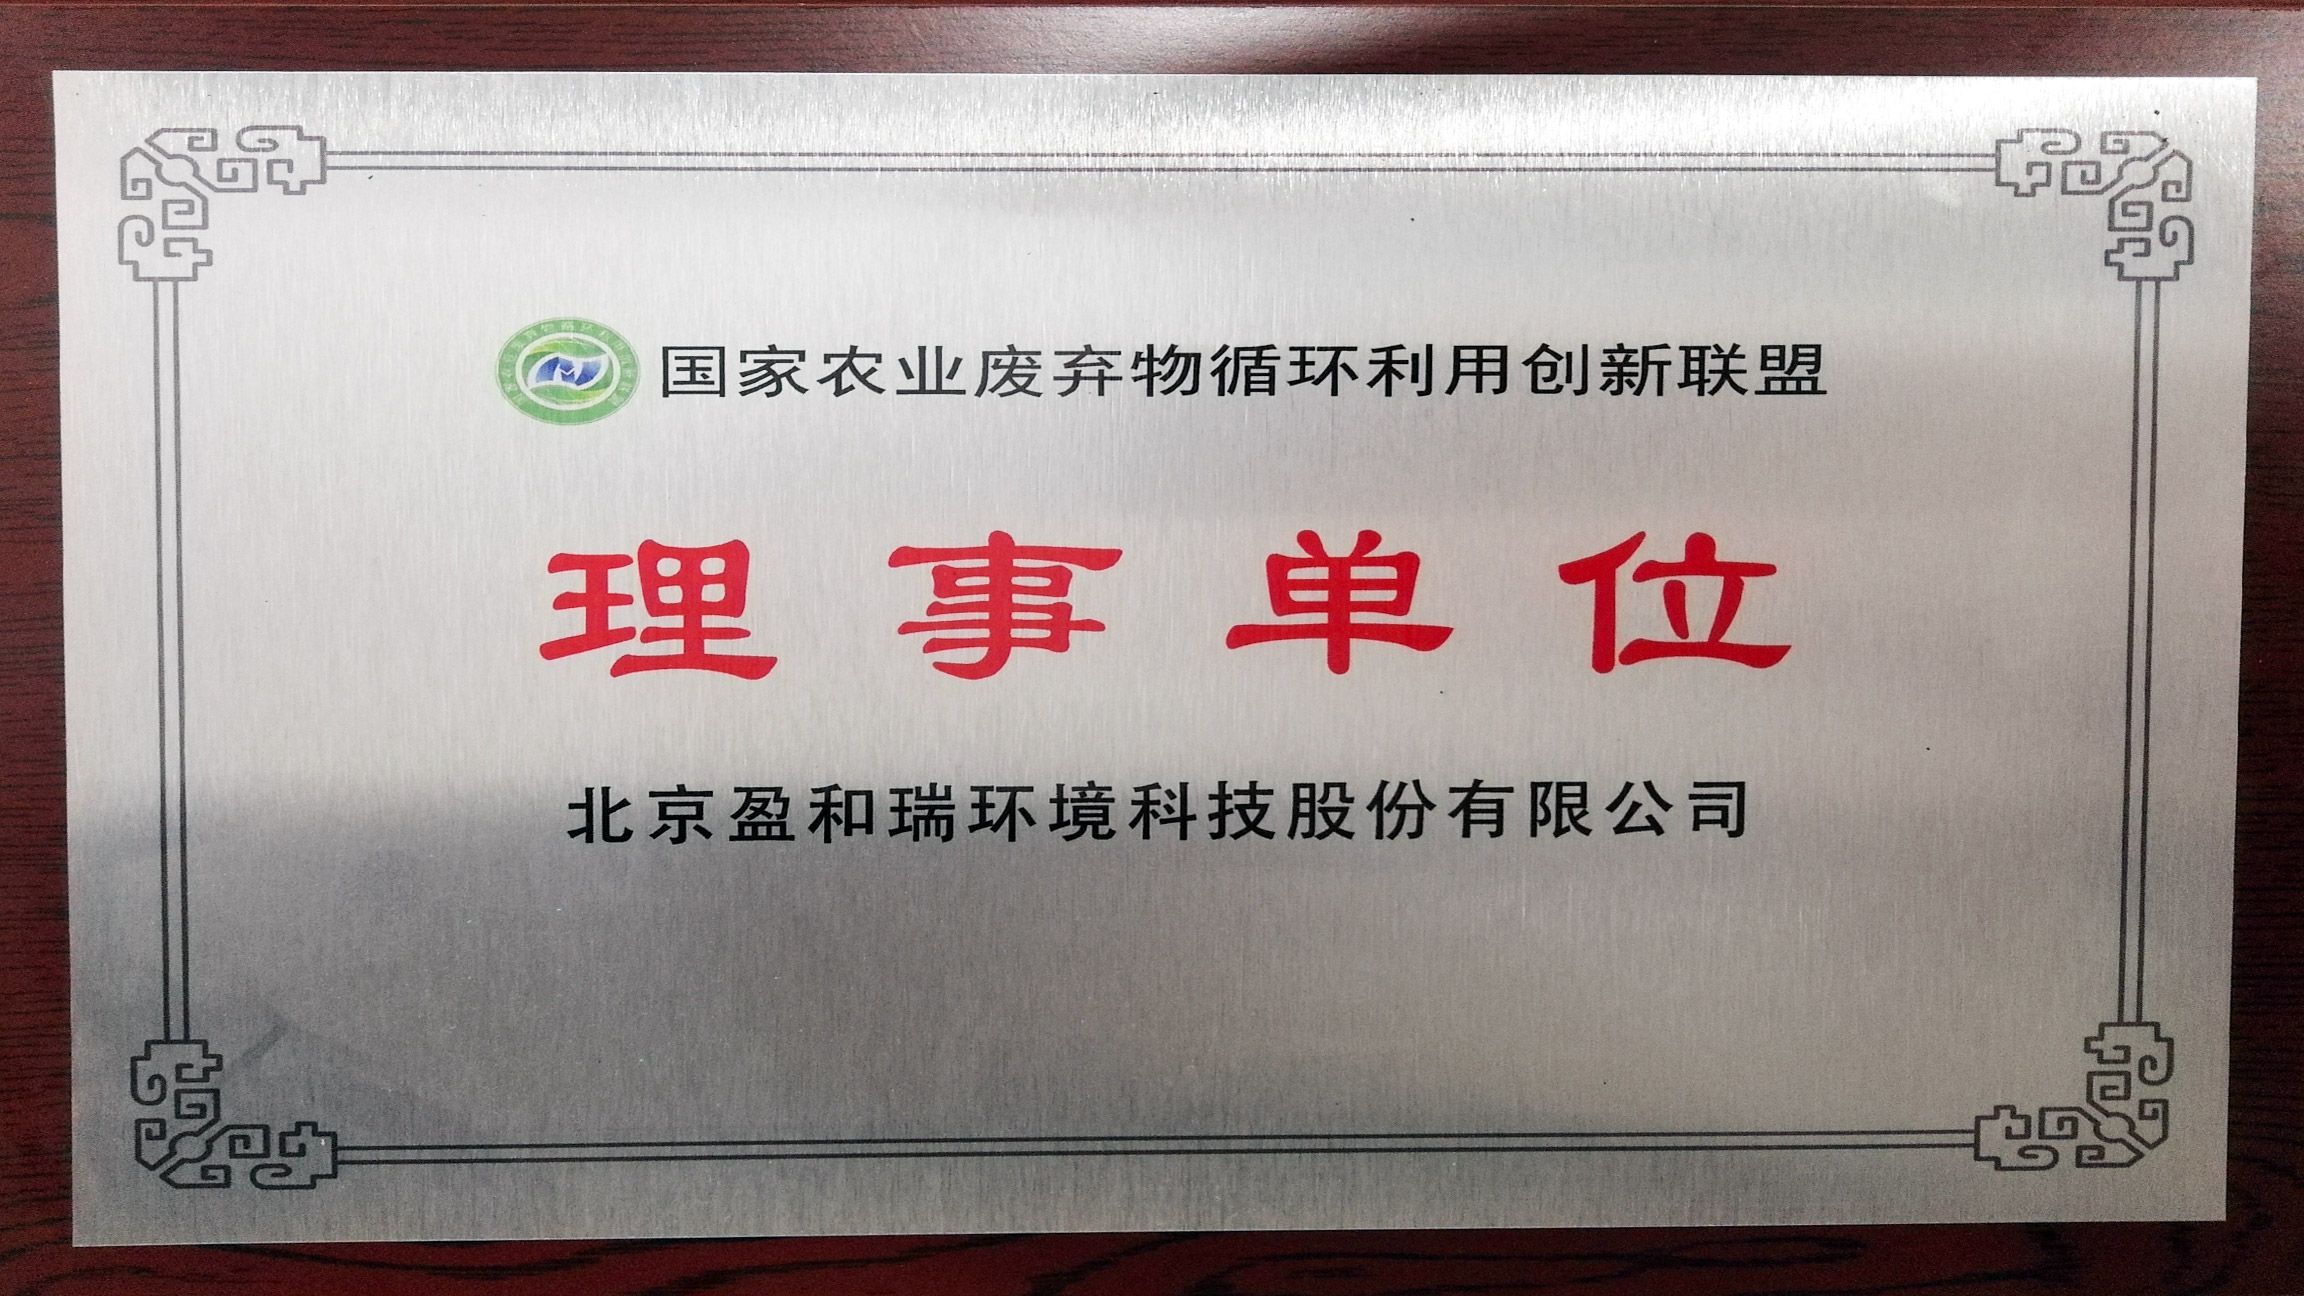 国家农业废弃物循环利用创新联盟
理事单位
北京盈和瑞环境科技股份有限公司